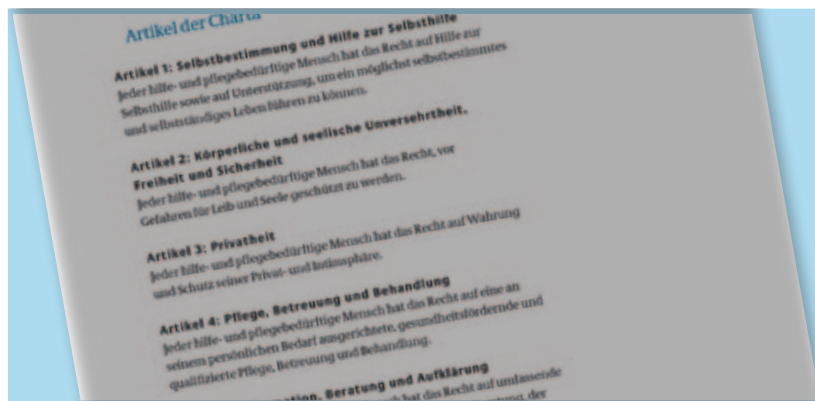 Artikel der Charta
Artikel 1: Selbstbestimmung und Hilfe zur Selbsthilfe
Jeder hilfe- und pflegebedürftige Mensch hat das Recht auf Hilfe zur
Selbsthilfe sowie auf Unterstützung, um ein möglichst selbstbestimmtes
und selbstständiges Leben führen zu können.
Artikel 2: Körperliche und seelische Unversehrtheit,
Freiheit und Sicherheit
Jeder hilfe- und pflegebedürftige Mensch hat das Recht, vor
Gefahren für Leib und Seele geschützt zu werden.
Artikel 3: Privatheit
Jeder hilfe- und pflegebedürftige Mensch hat das Recht auf Wahrung
und Schutz seiner Privat- und Intimsphäre.
Artikel 4: Pflege, Betreuung und Behandlung
Jeder hilfe- und pflegebedürftige Mensch hat das Recht auf eine an
seinem persönlichen Bedarf ausgerichtete, gesundheitsfördernde und
qualifizierte Pflege, Betreuung und Behandlung.
Beratung und Aufklärung
hat das Recht auf umfassende
der